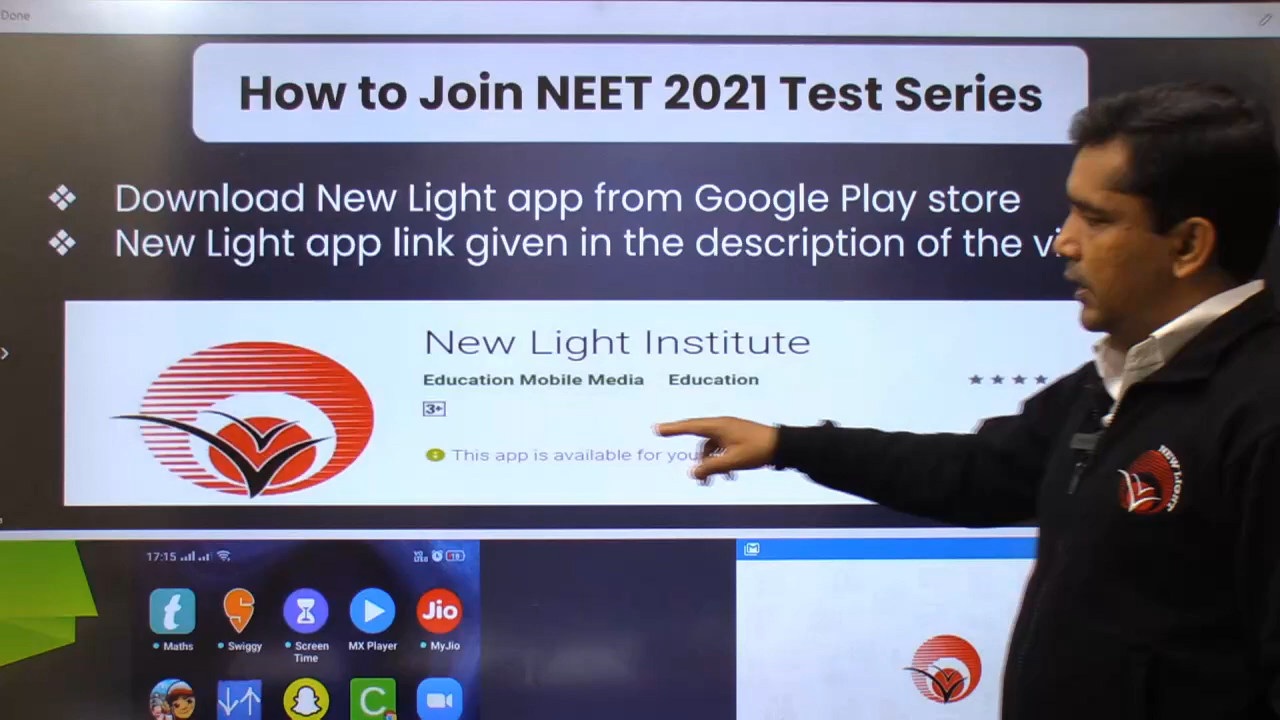 Done
How to Join NEET 2021 Test Series
❖ Download New Light app from Google Play store
❖ New Light app link given in the description of the vi
New Light Institute
Education Mobile Media Education
3+
This app is available for you
NEW LIGHT
17:15
Jio
Maths
Swiggy
Screen Time
MX Player
MyJio